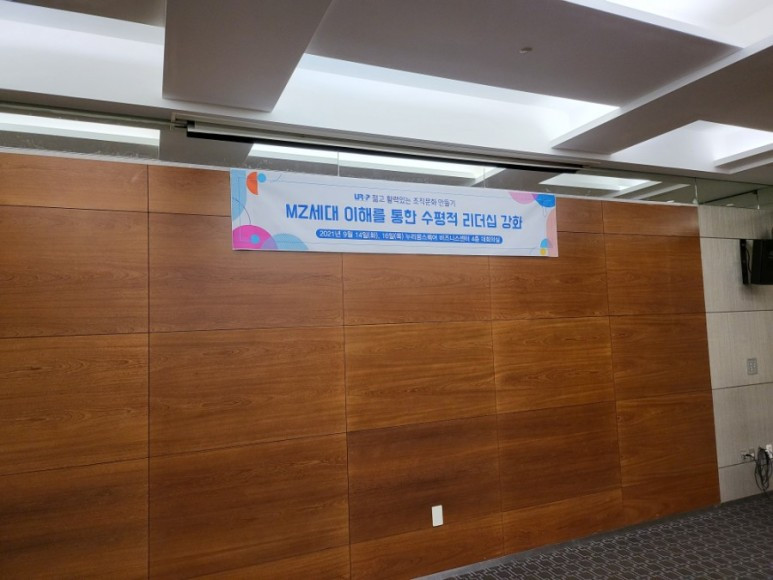 젊고 활력있는 조직문화 만들기
MZ세대 이해를 통한 수평적 리더십 강화
2021년 9월 14일(화), 16일(목) 누리꿈스퀘어 비즈니스센터 4층 대회의실